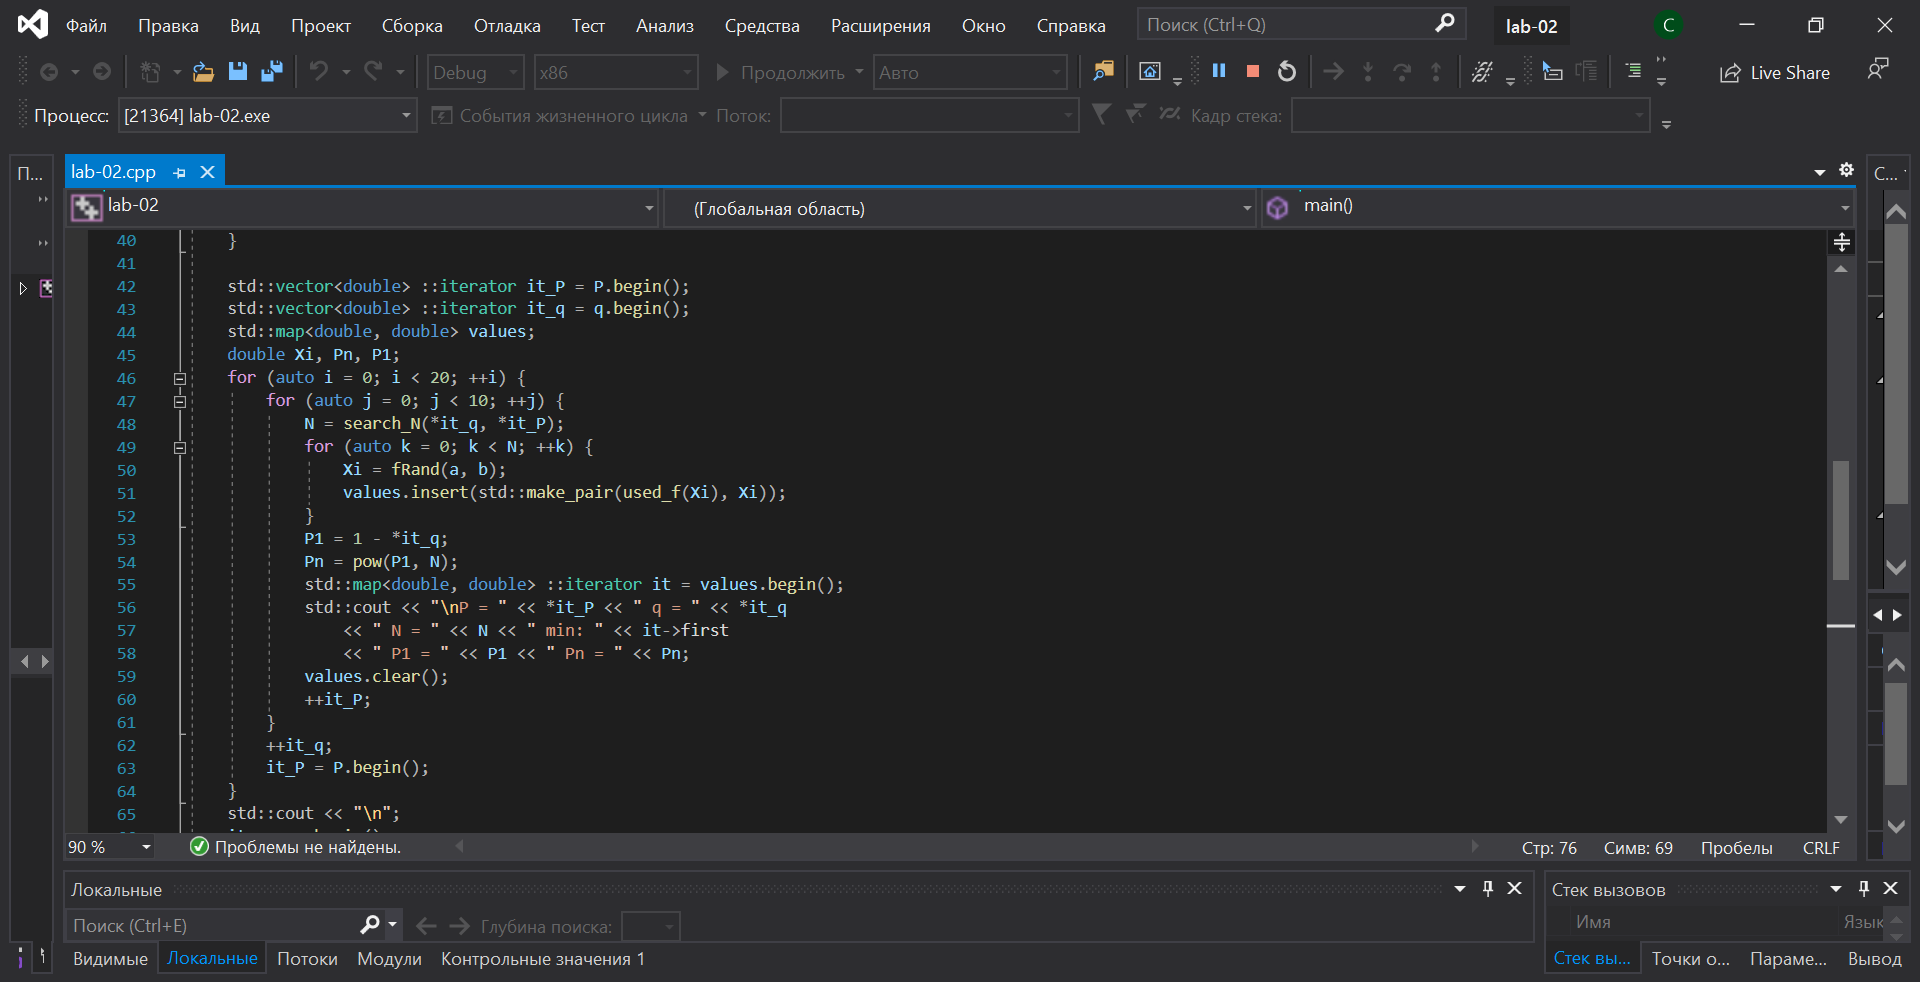 Файл Правка Вид Проект Сборка Отладка Тест Анализ Средства Расширения Окно Справка Поиск (Ctrl+Q) lab-02 C
Debug x86 Продолжить Авто Live Share
Процесс: [21364] lab-02.exe События жизненного цикла Поток: Кадр стека:
П... lab-02.cpp С...
lab-02 (Глобальная область) main()
40 }
41
42 std::vector<double> ::iterator it_P = P.begin();
43 std::vector<double> ::iterator it_q = q.begin();
44 std::map<double, double> values;
45 double Xi, Pn, P1;
46 for (auto i = 0; i < 20; ++i) {
47 for (auto j = 0; j < 10; ++j) {
48 N = search_N(*it_q, *it_P);
49 for (auto k = 0; k < N; ++k) {
50 Xi = fRand(a, b);
51 values.insert(std::make_pair(used_f(Xi), Xi));
52 }
53 P1 = 1 - *it_q;
54 Pn = pow(P1, N);
55 std::map<double, double> ::iterator it = values.begin();
56 std::cout << "\nP = " << *it_P << " q = " << *it_q
57 << " N = " << N << " min: " << it->first
58 << " P1 = " << P1 << " Pn = " << Pn;
59 values.clear();
60 ++it_P;
61 }
62 ++it_q;
63 it_P = P.begin();
64 }
65 std::cout << "\n";
90 % Проблемы не найдены. Стр: 76 Симв: 69 Пробелы CRLF
Локальные Стек вызовов
Поиск (Ctrl+E) Глубина поиска: Имя Язык
Видимые Локальные Потоки Модули Контрольные значения 1 Стек вы... Точки о... Параме... Вывод